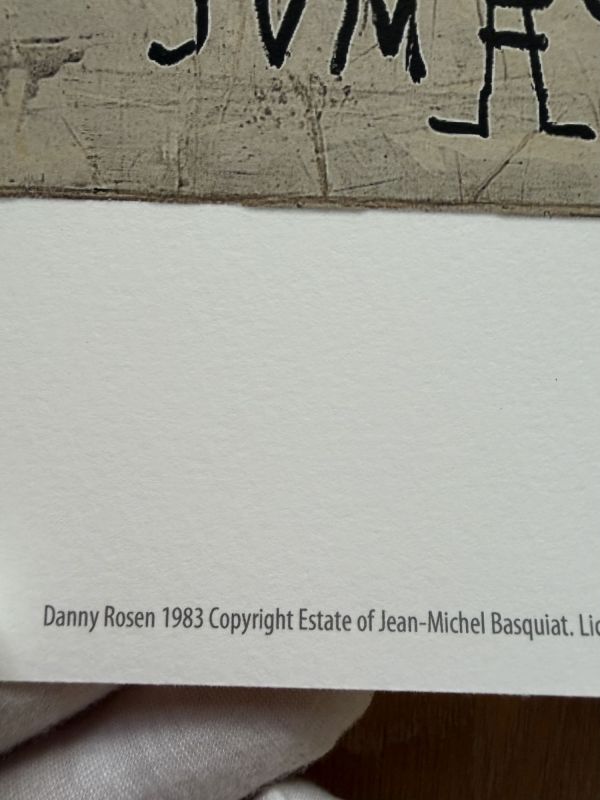 Danny Rosen 1983 Copyright Estate of Jean-Michel Basquiat.